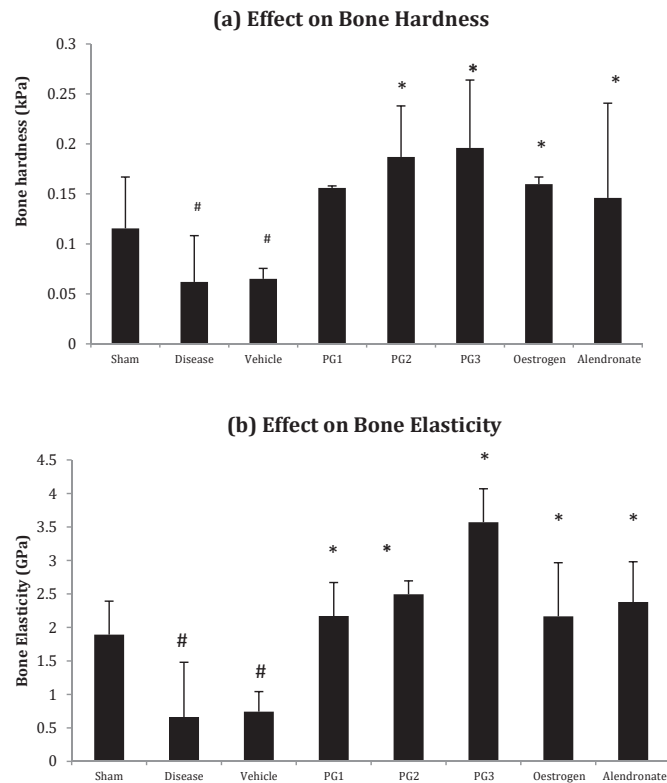 (a) Effect on Bone Hardness
Bone hardness (kPa)
0.3
0.25
0.2
0.15
0.1
0.05
0
# # * * * *
Sham Disease Vehicle PG1 PG2 PG3 Oestrogen Alendronate
(b) Effect on Bone Elasticity
Bone Elasticity (GPa)
4.5
4
3.5
3
2.5
2
1.5
1
0.5
0
# # * * * * *
Sham Disease Vehicle PG1 PG2 PG3 Oestrogen Alendronate